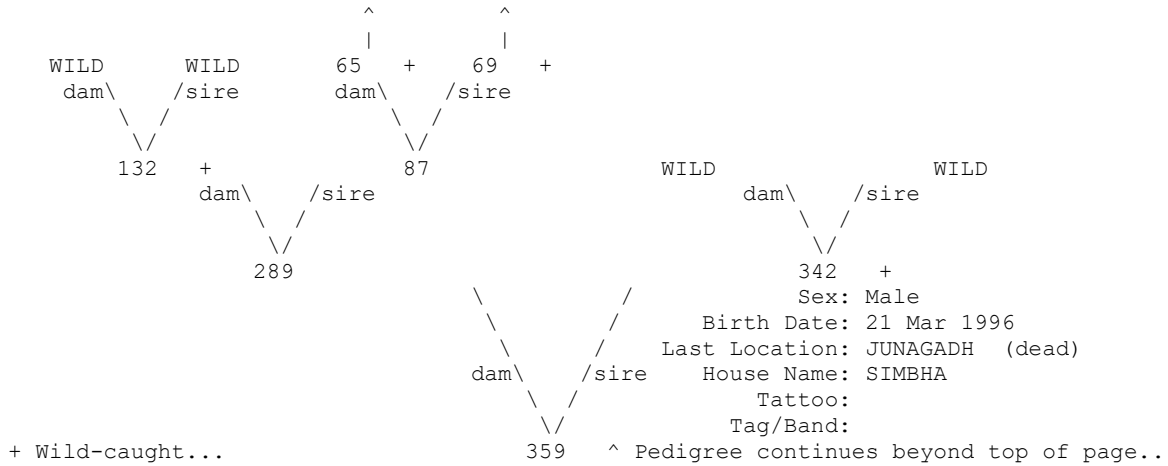 ^ ^
| |
WILD WILD 65 + 69 +
dam\ /sire dam\ /sire
\ / \ /
\/ \/
132 + 87 WILD WILD
dam\ /sire dam\ /sire
\ / \ /
\/ \/
289 342 +
\ / Sex: Male
\ / Birth Date: 21 Mar 1996
\ / Last Location: JUNAGADH (dead)
dam\ /sire House Name: SIMBHA
\ / Tattoo:
\/ Tag/Band:
+ Wild-caught... 359 ^ Pedigree continues beyond top of page..